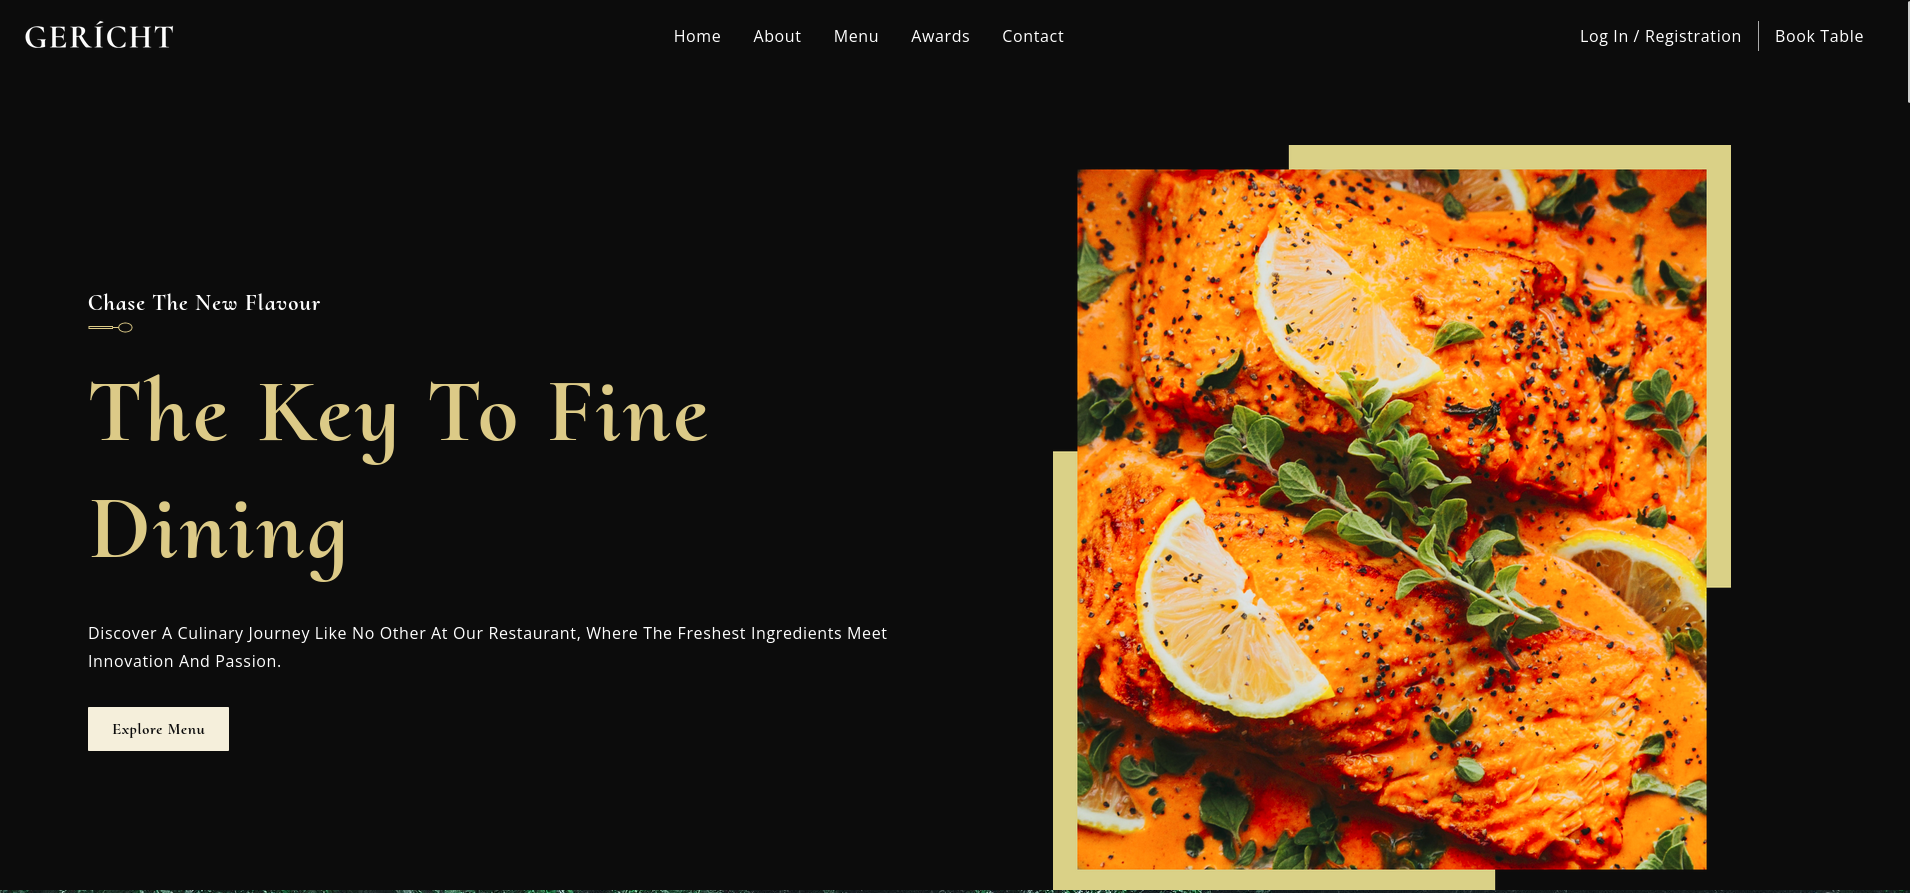 GERÍCHT
Home About Menu Awards Contact
Log In / Registration Book Table
Chase The New Flavour
The Key To Fine
Dining
Discover A Culinary Journey Like No Other At Our Restaurant, Where The Freshest Ingredients Meet
Innovation And Passion.
Explore Menu